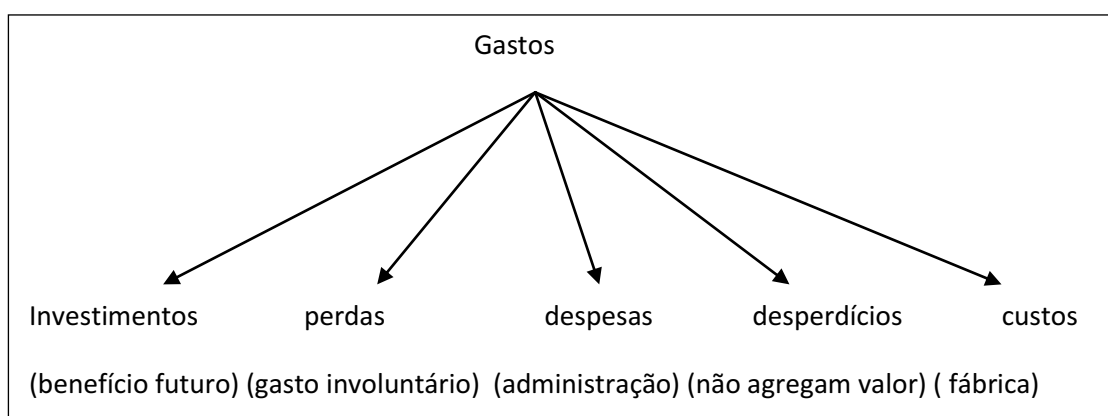 Gastos
Investimentos perdas despesas desperdícios custos
(benefício futuro) (gasto involuntário) (administração) (não agregam valor) ( fábrica)